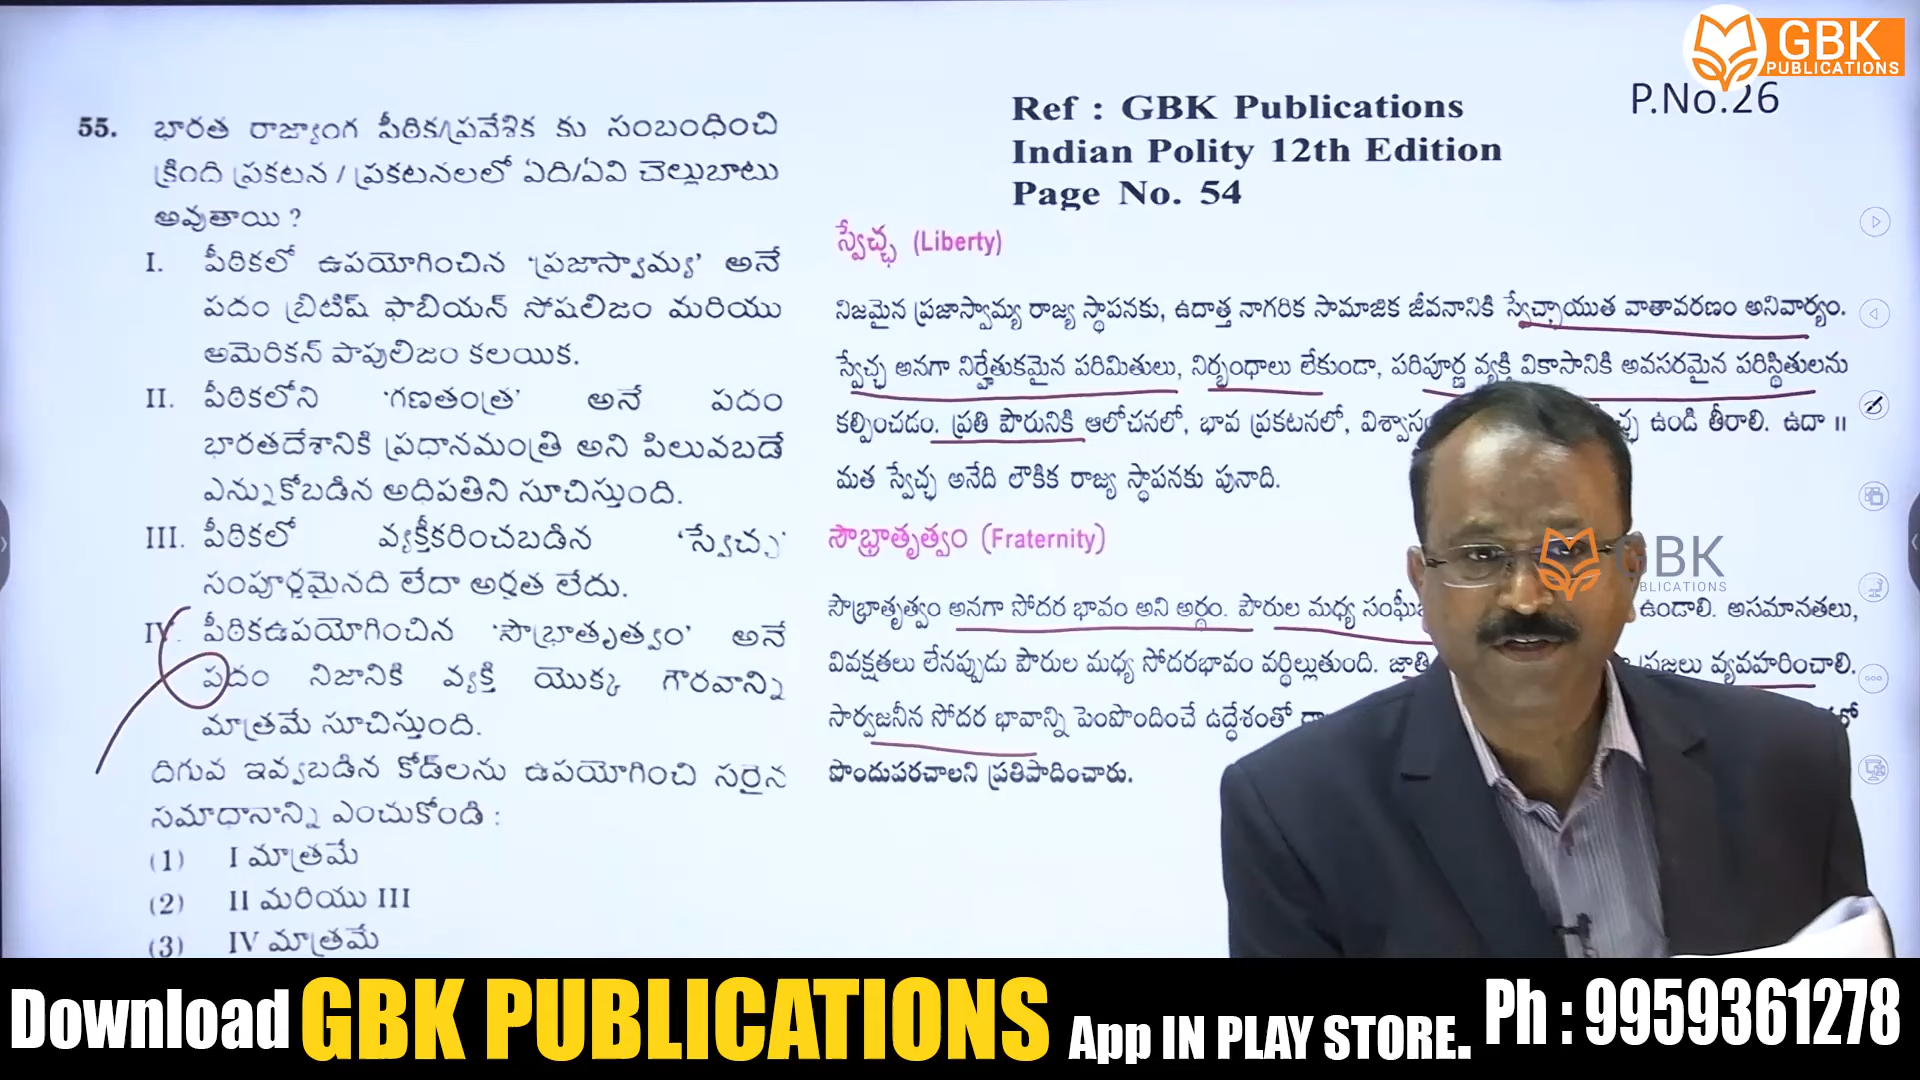 GBK
PUBLICATIONS
P.No.26
Ref : GBK Publications
Indian Polity 12th Edition
Page No. 54
55. భారత రాజ్యాంగ పీఠిక/ప్రవేశిక కు సంబంధించి
క్రింది ప్రకటన / ప్రకటనలలో ఏది/ఏవి చెల్లుబాటు
అవుతాయి ?
I. పీఠికలో ఉపయోగించిన 'ప్రజాస్వామ్య' అనే
పదం బ్రిటిష్ ఫాబియన్ సోషలిజం మరియు
అమెరికన్ పాపులిజం కలయిక.
II. పీఠికలోని 'గణతంత్ర' అనే పదం
భారతదేశానికి ప్రధానమంత్రి అని పిలువబడే
ఎన్నుకోబడిన అధిపతిని సూచిస్తుంది.
III. పీఠికలో వ్యక్తీకరించబడిన 'స్వేచ్ఛ'
సంపూర్ణమైనది లేదా అర్హత లేదు.
IV. పీఠికఉపయోగించిన 'సౌభ్రాతృత్వం' అనే
పదం నిజానికి వ్యక్తి యొక్క గౌరవాన్ని
మాత్రమే సూచిస్తుంది.
దిగువ ఇవ్వబడిన కోడ్‌లను ఉపయోగించి సరైన
సమాధానాన్ని ఎంచుకోండి :
(1) I మాత్రమే
(2) II మరియు III
(3) IV మాత్రమే
స్వేచ్ఛ (Liberty)
నిజమైన ప్రజాస్వామ్య రాజ్య స్థాపనకు, ఉదాత్త నాగరిక సామాజిక జీవనానికి స్వేచ్ఛాయుత వాతావరణం అనివార్యం.
స్వేచ్ఛ అనగా నిర్హేతుకమైన పరిమితులు, నిర్బంధాలు లేకుండా, పరిపూర్ణ వ్యక్తి వికాసానికి అవసరమైన పరిస్థితులను
కల్పించడం. ప్రతి పౌరునికి ఆలోచనలో, భావ ప్రకటనలో, ఉండి తీరాలి. ఉదా ॥
మత స్వేచ్ఛ అనేది లౌకిక రాజ్య స్థాపనకు పునాది.
సౌభ్రాతృత్వం (Fraternity)
సౌభ్రాతృత్వం అనగా సోదర భావం అని అర్థం. పౌరుల మధ్య ఉండాలి. అసమానతలు,
వివక్షతలు లేనప్పుడు పౌరుల మధ్య సోదరభావం వర్థిల్లుతుంది. ప్రజలు వ్యవహరించాలి.
సార్వజనీన సోదర భావాన్ని పెంపొందించే ఉద్దేశంతో
పొందుపరచాలని ప్రతిపాదించారు.
GBK
PUBLICATIONS
Download GBK PUBLICATIONS App IN PLAY STORE. Ph : 9959361278